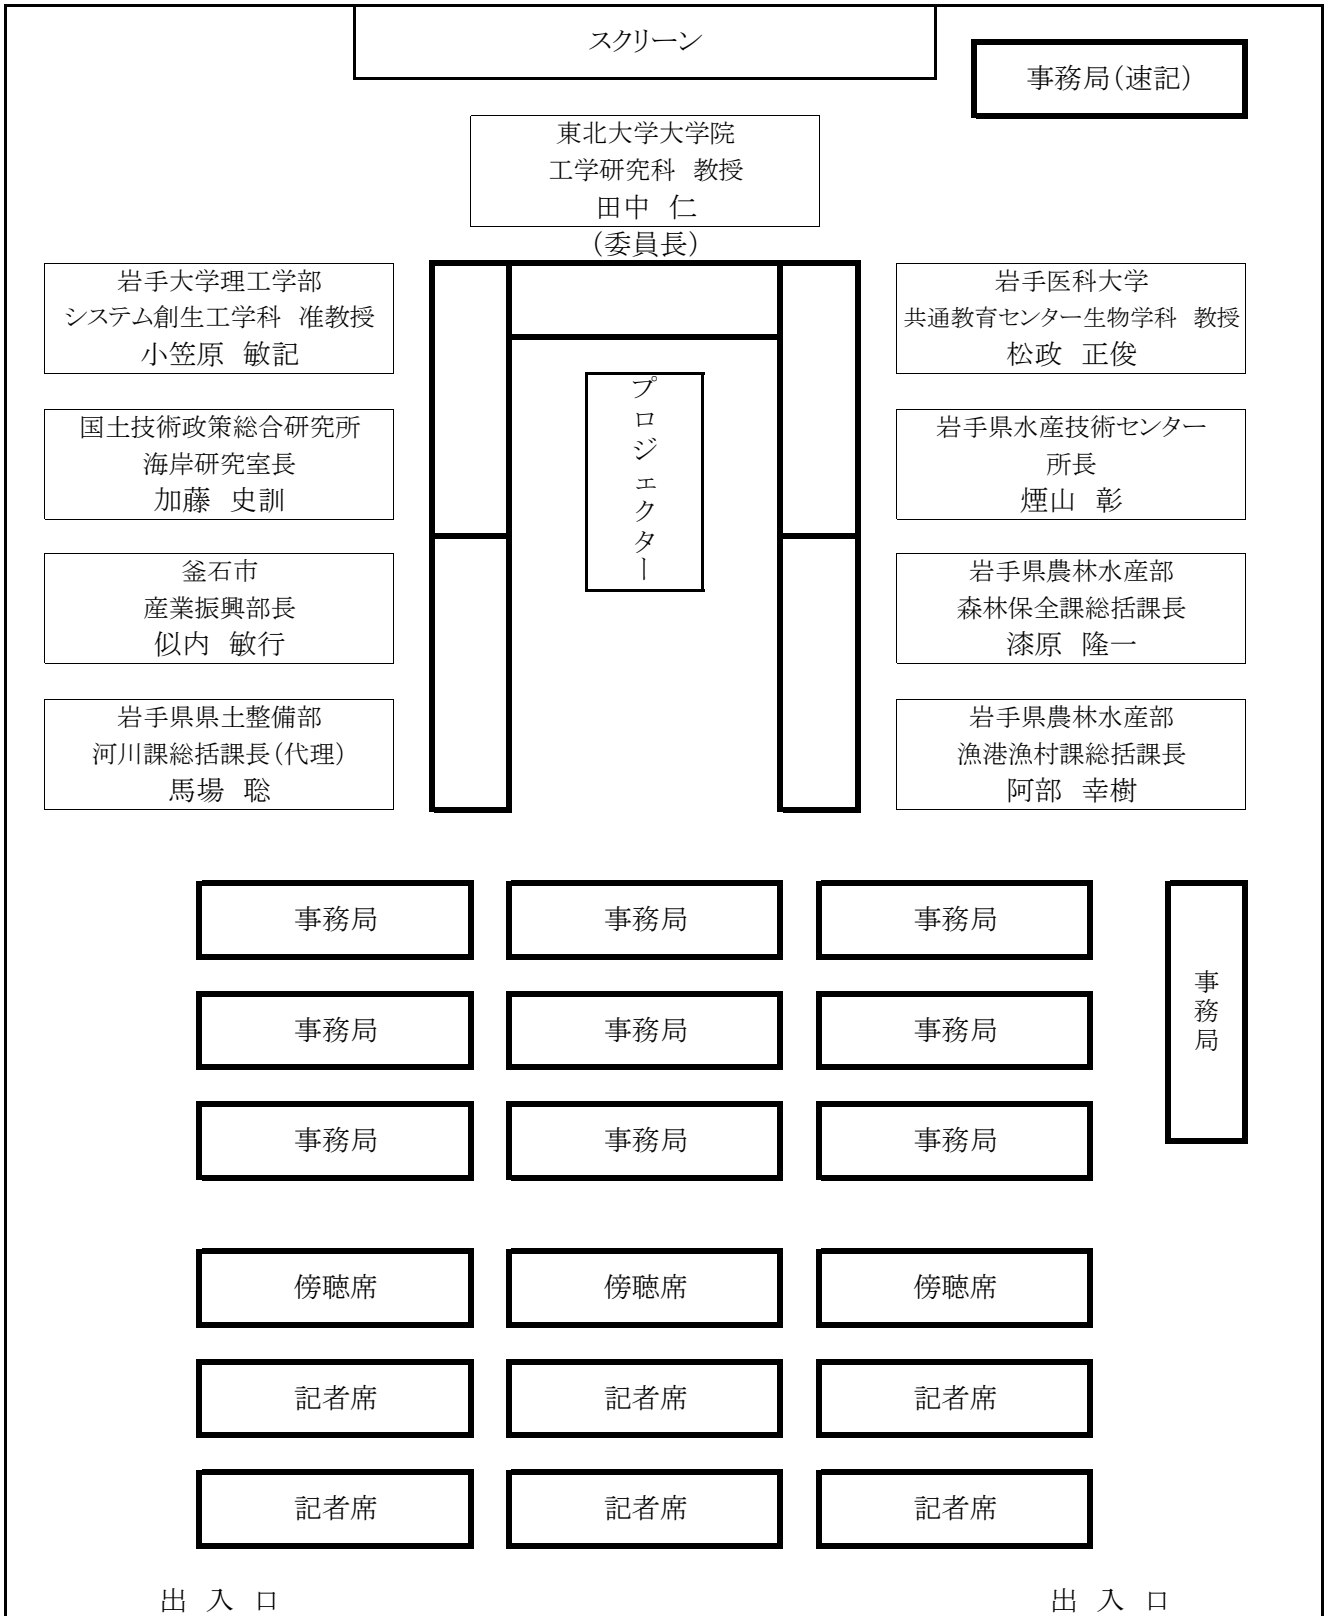 スクリーン
事務局（速記）
東北大学大学院
工学研究科 教授
田中 仁
（委員長）
岩手大学理工学部
システム創生工学科 准教授
小笠原 敏記
国土技術政策総合研究所
海岸研究室長
加藤 史訓
釜石市
産業振興部長
似内 敏行
岩手県県土整備部
河川課総括課長（代理）
馬場 聡
プロジェクター
岩手医科大学
共通教育センター生物学科 教授
松政 正俊
岩手県水産技術センター
所長
煙山 彰
岩手県農林水産部
森林保全課総括課長
漆原 隆一
岩手県農林水産部
漁港漁村課総括課長
阿部 幸樹
事務局 事務局 事務局
事務局 事務局 事務局
事務局 事務局 事務局
事務局
傍聴席 傍聴席 傍聴席
記者席 記者席 記者席
記者席 記者席 記者席
出入口 出入口